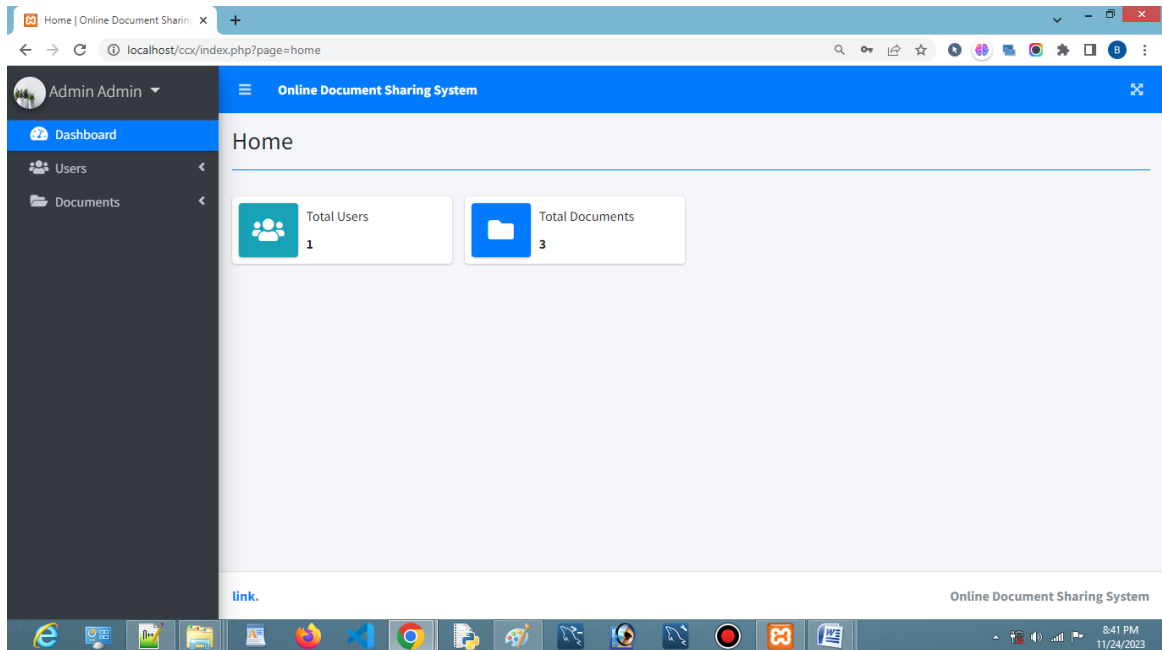 Home | Online Document Sharing
localhost/ccx/index.php?page=home
B
Admin Admin
Online Document Sharing System
Dashboard
Home
Users
Documents
Total Users
1
Total Documents
3
link.
Online Document Sharing System
8:41 PM
11/24/2023